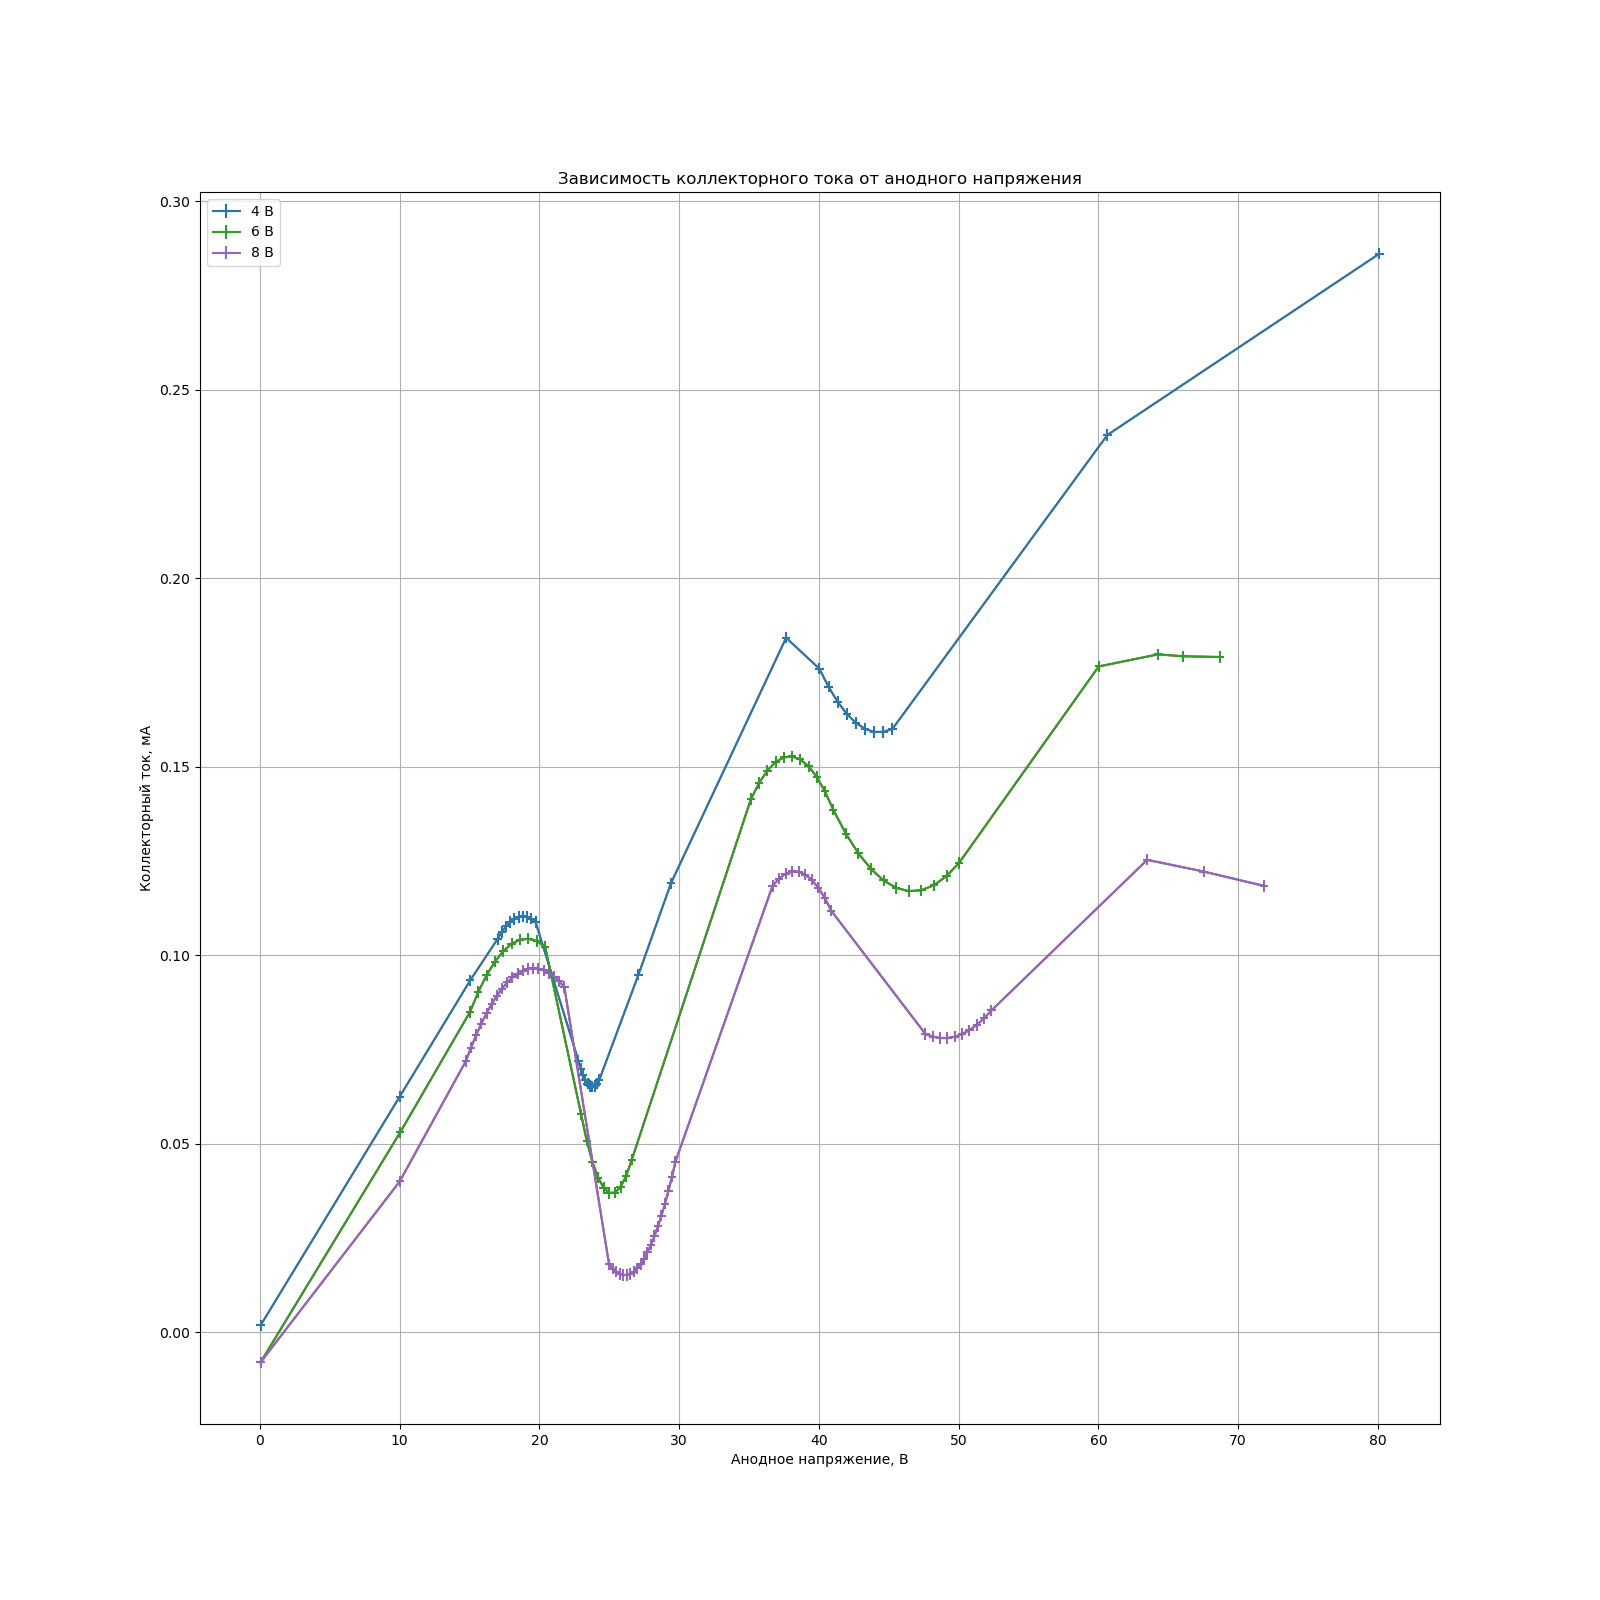 Зависимость коллекторного тока от анодного напряжения
4 В
6 В
8 В
0.30
0.25
0.20
0.15
0.10
0.05
0.00
Коллекторный ток, мА
0 10 20 30 40 50 60 70 80
Анодное напряжение, В